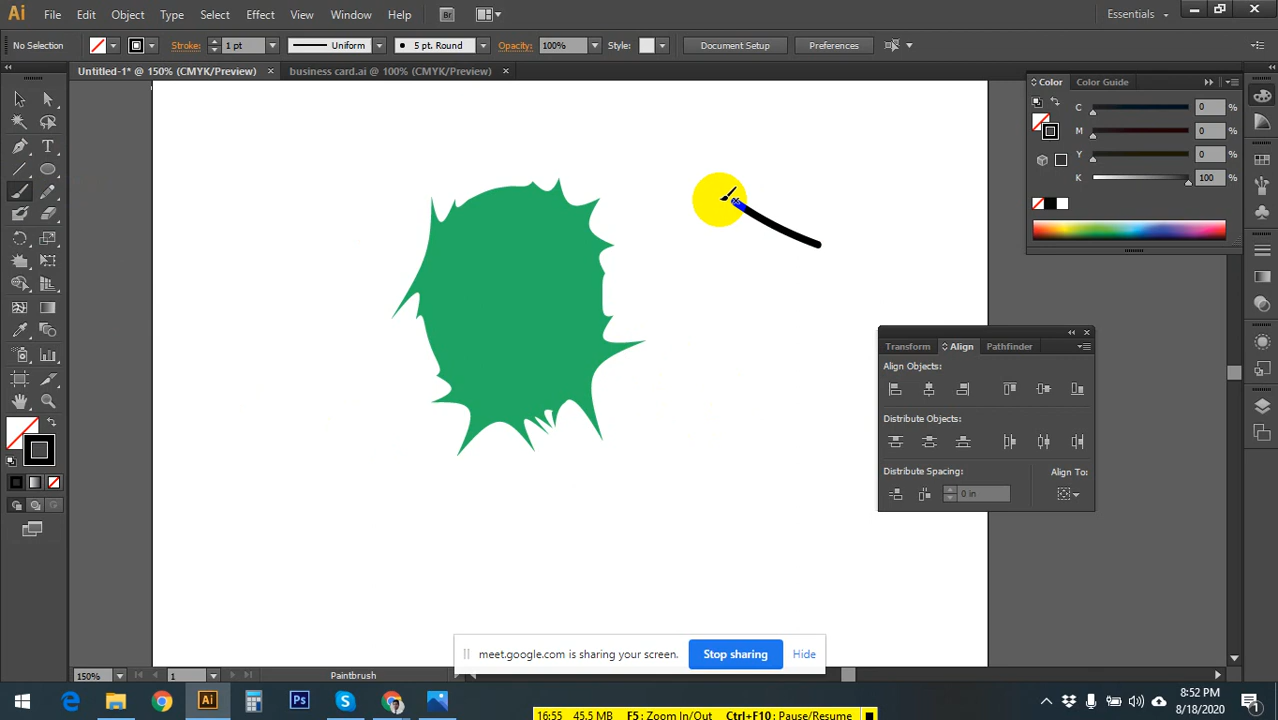 Ai File Edit Object Type Select Effect View Window Help Br Essentials
No Selection Stroke: 1 pt Uniform 5 pt. Round Opacity: 100% Style: Document Setup Preferences
Untitled-1* @ 150% (CMYK/Preview) × business card.ai @ 100% (CMYK/Preview) ×
Color Color Guide
C 0 %
M 0 %
Y 0 %
K 100 %
Transform Align Pathfinder
Align Objects:
Distribute Objects:
Distribute Spacing: Align To:
0 in
meet.google.com is sharing your screen. Stop sharing Hide
150% 1 Paintbrush
Ai Ps 8:52 PM
8/18/2020
16:55 45.5 MB F5: Zoom In/Out Ctrl+F10: Pause/Resume